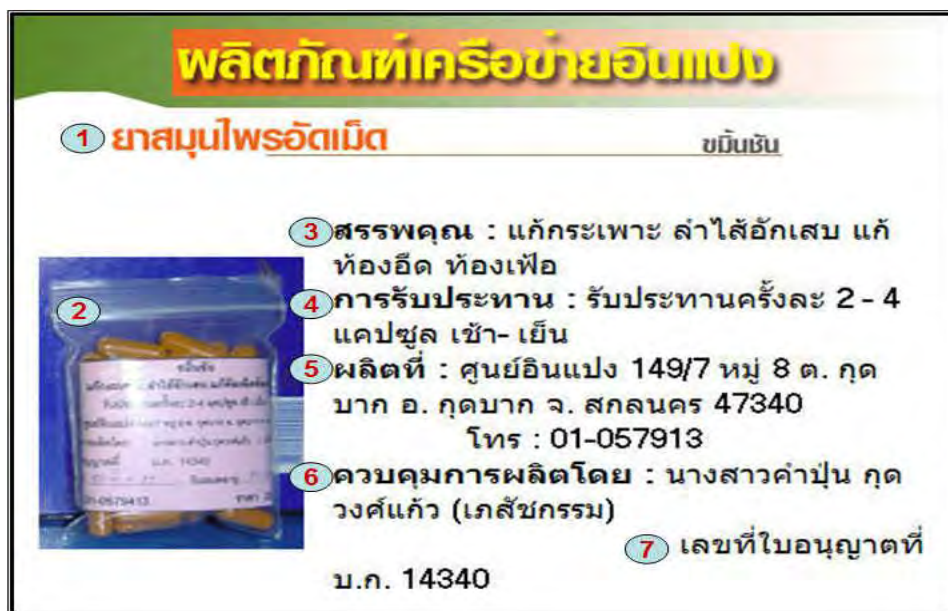 ผลิตภัณฑ์เครือข่ายอินแปง
1 ยาสมุนไพรอัดเม็ด ขมิ้นชัน
3 สรรพคุณ : แก้กระเพาะ ลำไส้อักเสบ แก้
ท้องอืด ท้องเฟ้อ
2
4 การรับประทาน : รับประทานครั้งละ 2 - 4
แคปซูล เช้า- เย็น
5 ผลิตที่ : ศูนย์อินแปง 149/7 หมู่ 8 ต. กุด
บาก อ. กุดบาก จ. สกลนคร 47340
โทร : 01-057913
6 ควบคุมการผลิตโดย : นางสาวคำปุ่น กุด
วงศ์แก้ว (เภสัชกรรม)
7 เลขที่ใบอนุญาตที่
บ.ก. 14340
ขมิ้นชัน
บ.ก. 14340
01-0579413